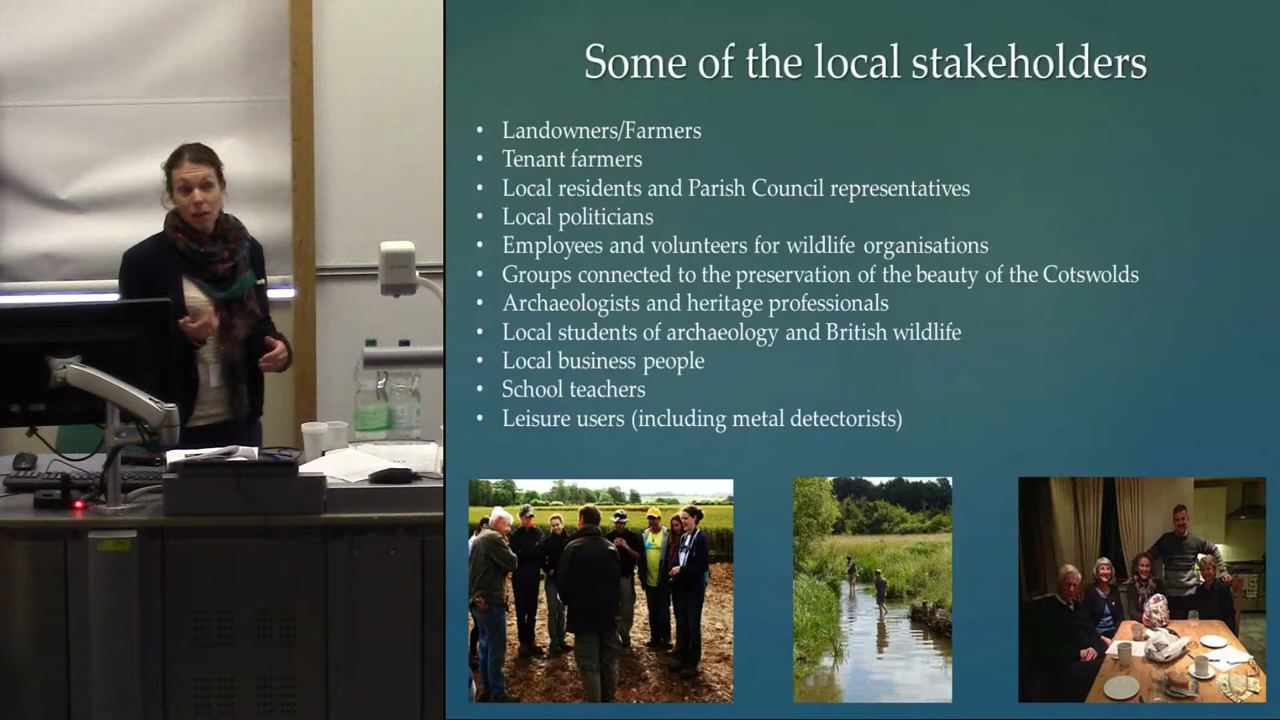 Some of the local stakeholders
• Landowners/Farmers
• Tenant farmers
• Local residents and Parish Council representatives
• Local politicians
• Employees and volunteers for wildlife organisations
• Groups connected to the preservation of the beauty of the Cotswolds
• Archaeologists and heritage professionals
• Local students of archaeology and British wildlife
• Local business people
• School teachers
• Leisure users (including metal detectorists)